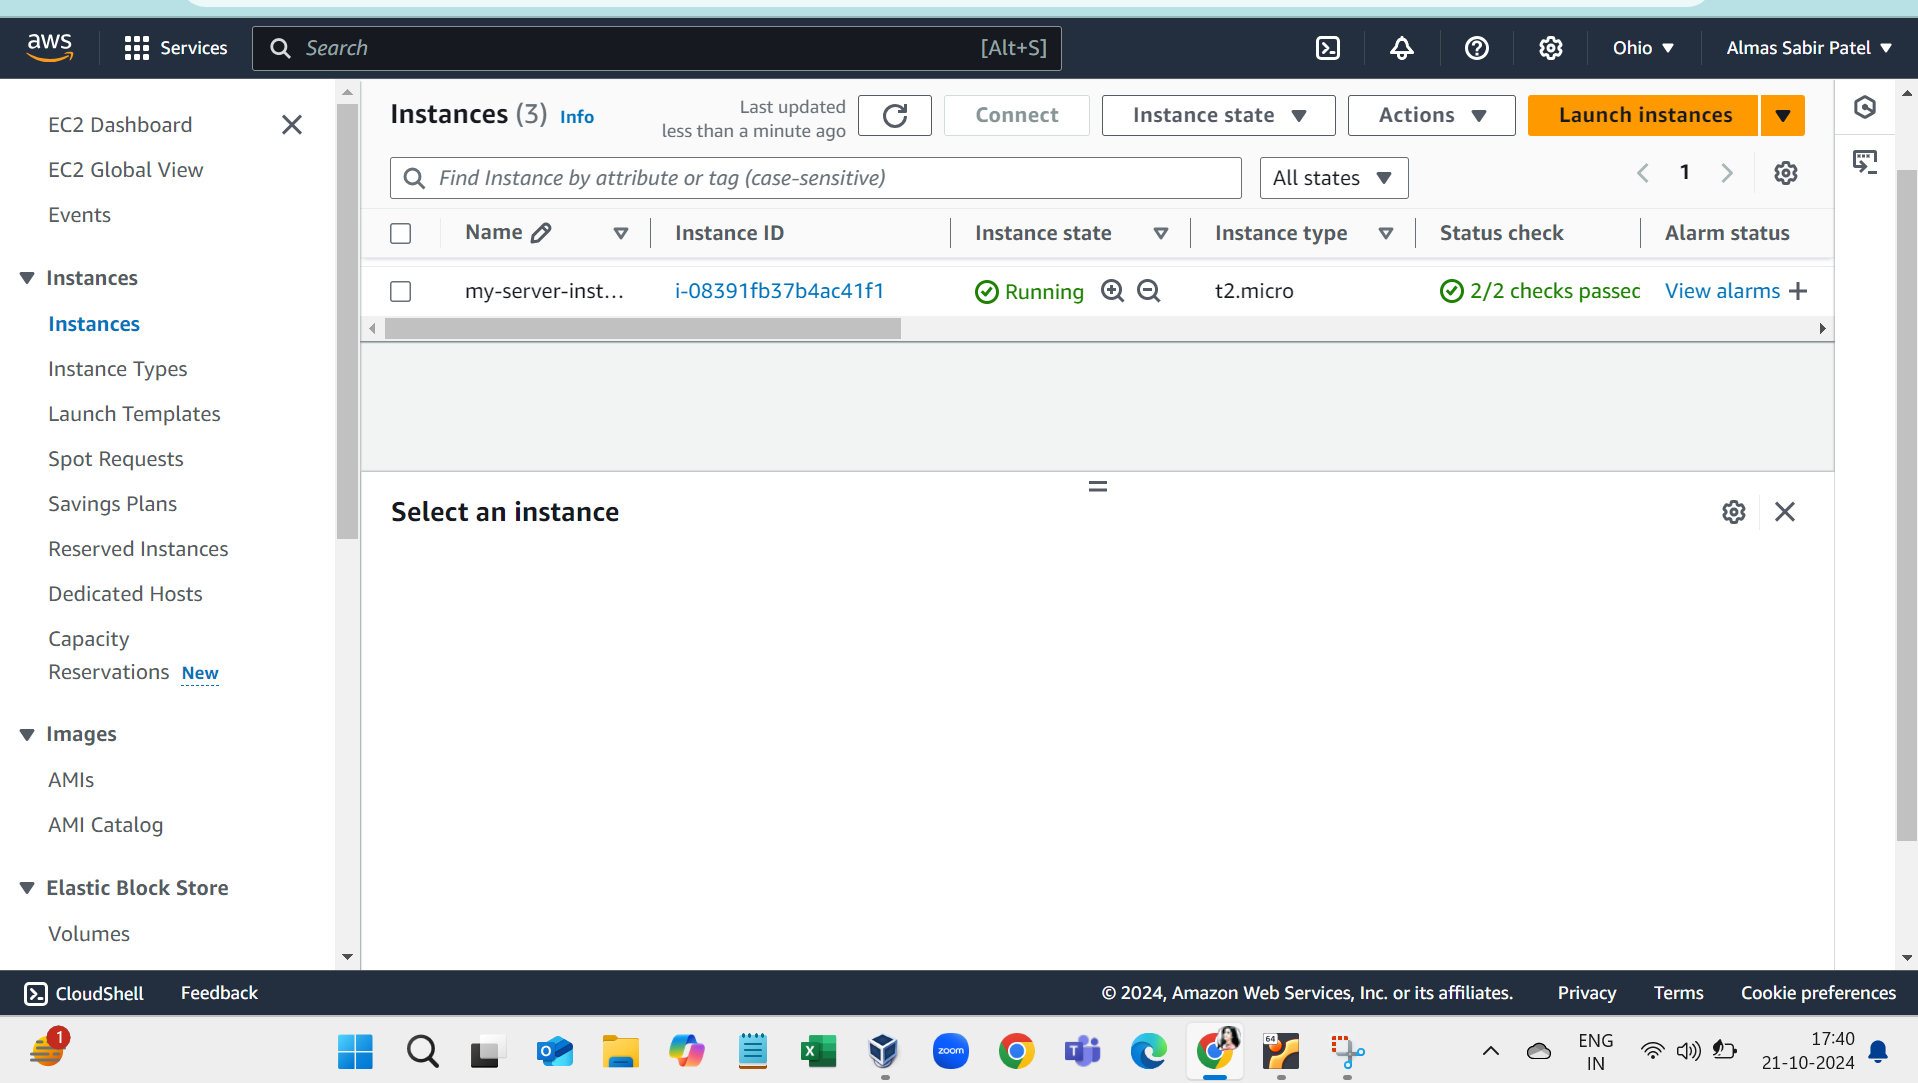 aws
Services
Search
[Alt+S]
Ohio
Almas Sabir Patel
EC2 Dashboard
EC2 Global View
Events
Instances
Instances
Instance Types
Launch Templates
Spot Requests
Savings Plans
Reserved Instances
Dedicated Hosts
Capacity
Reservations New
Images
AMIs
AMI Catalog
Elastic Block Store
Volumes
Instances (3) Info
Last updated
less than a minute ago
Connect
Instance state
Actions
Launch instances
Find Instance by attribute or tag (case-sensitive)
All states
1
Name Instance ID Instance state Instance type Status check Alarm status
my-server-inst... i-08391fb37b4ac41f1 Running t2.micro 2/2 checks passed View alarms
Select an instance
CloudShell
Feedback
© 2024, Amazon Web Services, Inc. or its affiliates.
Privacy
Terms
Cookie preferences
1
zoom
64
ENG
IN
17:40
21-10-2024